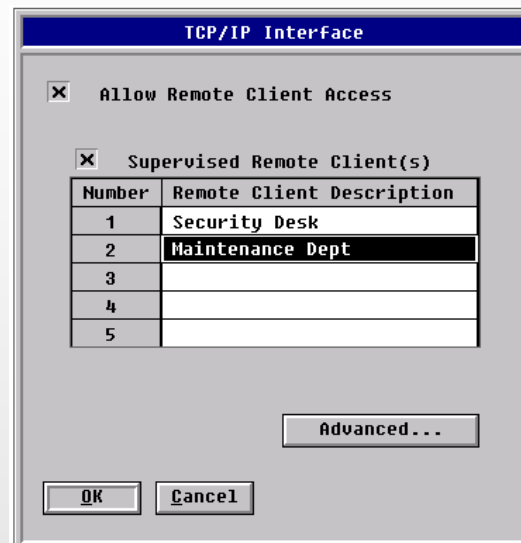 TCP/IP Interface
Allow Remote Client Access
Supervised Remote Client(s)
Number Remote Client Description
1 Security Desk
2 Maintenance Dept
3
4
5
Advanced...
OK Cancel